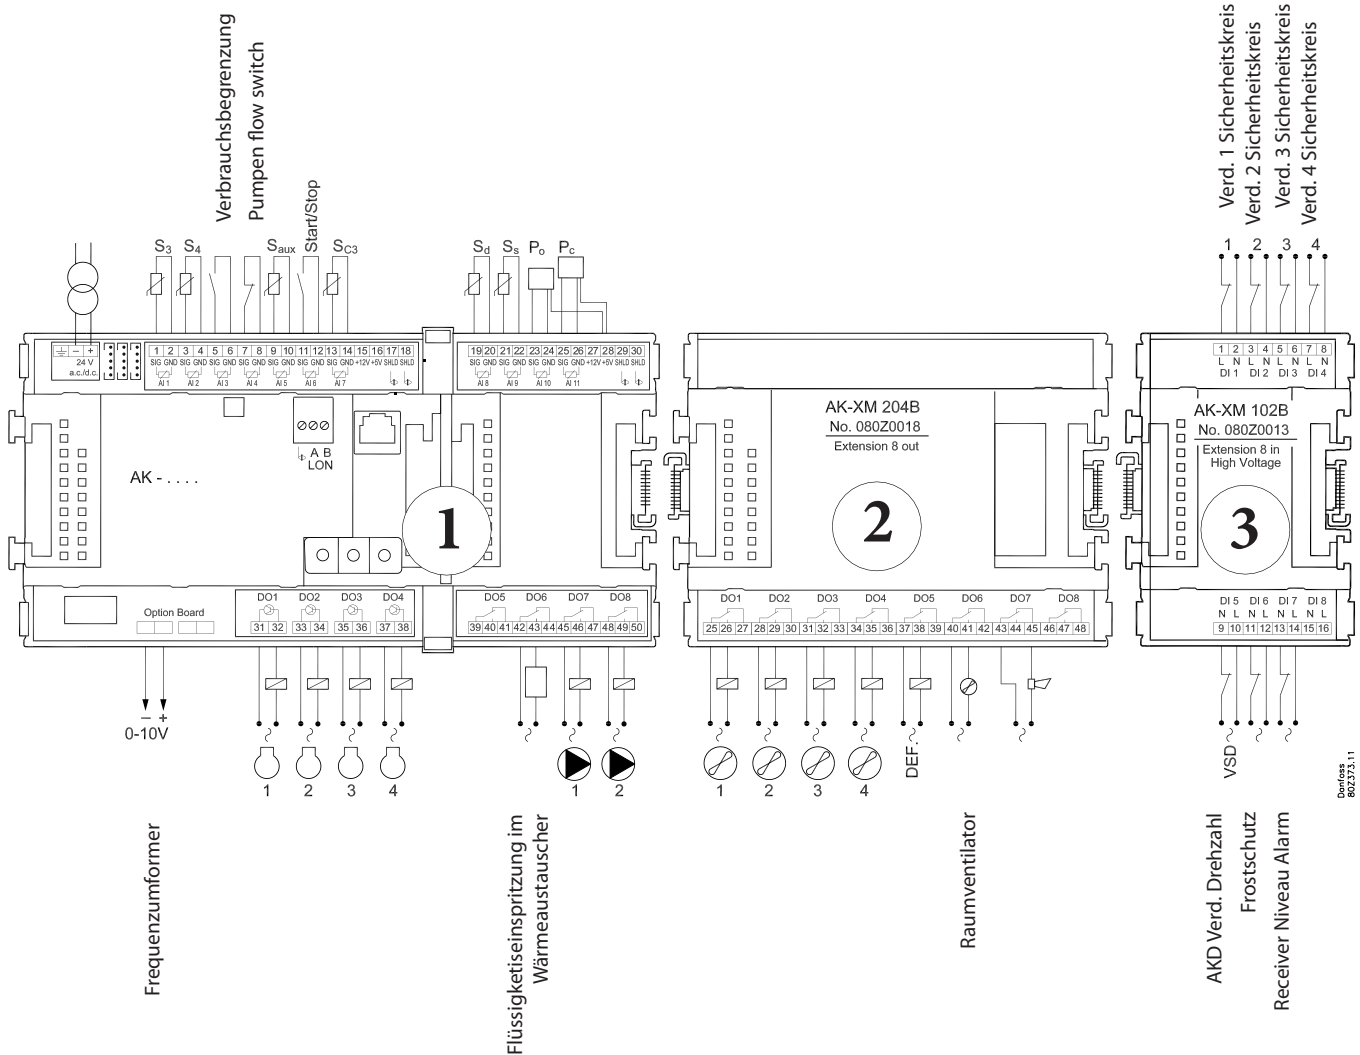 Verbrauchsbegrenzung
Pumpen flow switch
Verd. 1 Sicherheitskreis
Verd. 2 Sicherheitskreis
Verd. 3 Sicherheitskreis
Verd. 4 Sicherheitskreis
S3 S4 Saux Start/Stop SC3
Sd Ss Po Pc
1 2 3 4
– +
24 V
a.c./d.c.
1 2 3 4 5 6 7 8 9 10 11 12 13 14 15 16 17 18
SIG GND SIG GND SIG GND SIG GND SIG GND SIG GND SIG GND +12V +5V SHLD SHLD
AI 1 AI 2 AI 3 AI 4 AI 5 AI 6 AI 7
19 20 21 22 23 24 25 26 27 28 29 30
SIG GND SIG GND SIG GND SIG GND +12V +5V SHLD SHLD
AI 8 AI 9 AI 10 AI 11
1 2 3 4 5 6 7 8
L N L N L N L N
DI 1 DI 2 DI 3 DI 4
AK - . . . .
A B
LON
1
AK-XM 204B
No. 080Z0018
Extension 8 out
2
AK-XM 102B
No. 080Z0013
Extension 8 in
High Voltage
3
Option Board
DO1 DO2 DO3 DO4
31 32 33 34 35 36 37 38
DO5 DO6 DO7 DO8
39 40 41 42 43 44 45 46 47 48 49 50
DO1 DO2 DO3 DO4 DO5 DO6 DO7 DO8
25 26 27 28 29 30 31 32 33 34 35 36 37 38 39 40 41 42 43 44 45 46 47 48
DI 5 DI 6 DI 7 DI 8
N L N L N L N L
9 10 11 12 13 14 15 16
– +
0-10V
1 2 3 4
1 2
1 2 3 4
DEF.
VSD
Danfoss
80Z373.11
Frequenzumformer
Flüssigketiseinspritzung im
Wärmeaustauscher
Raumventilator
AKD Verd. Drehzahl
Frostschutz
Receiver Niveau Alarm